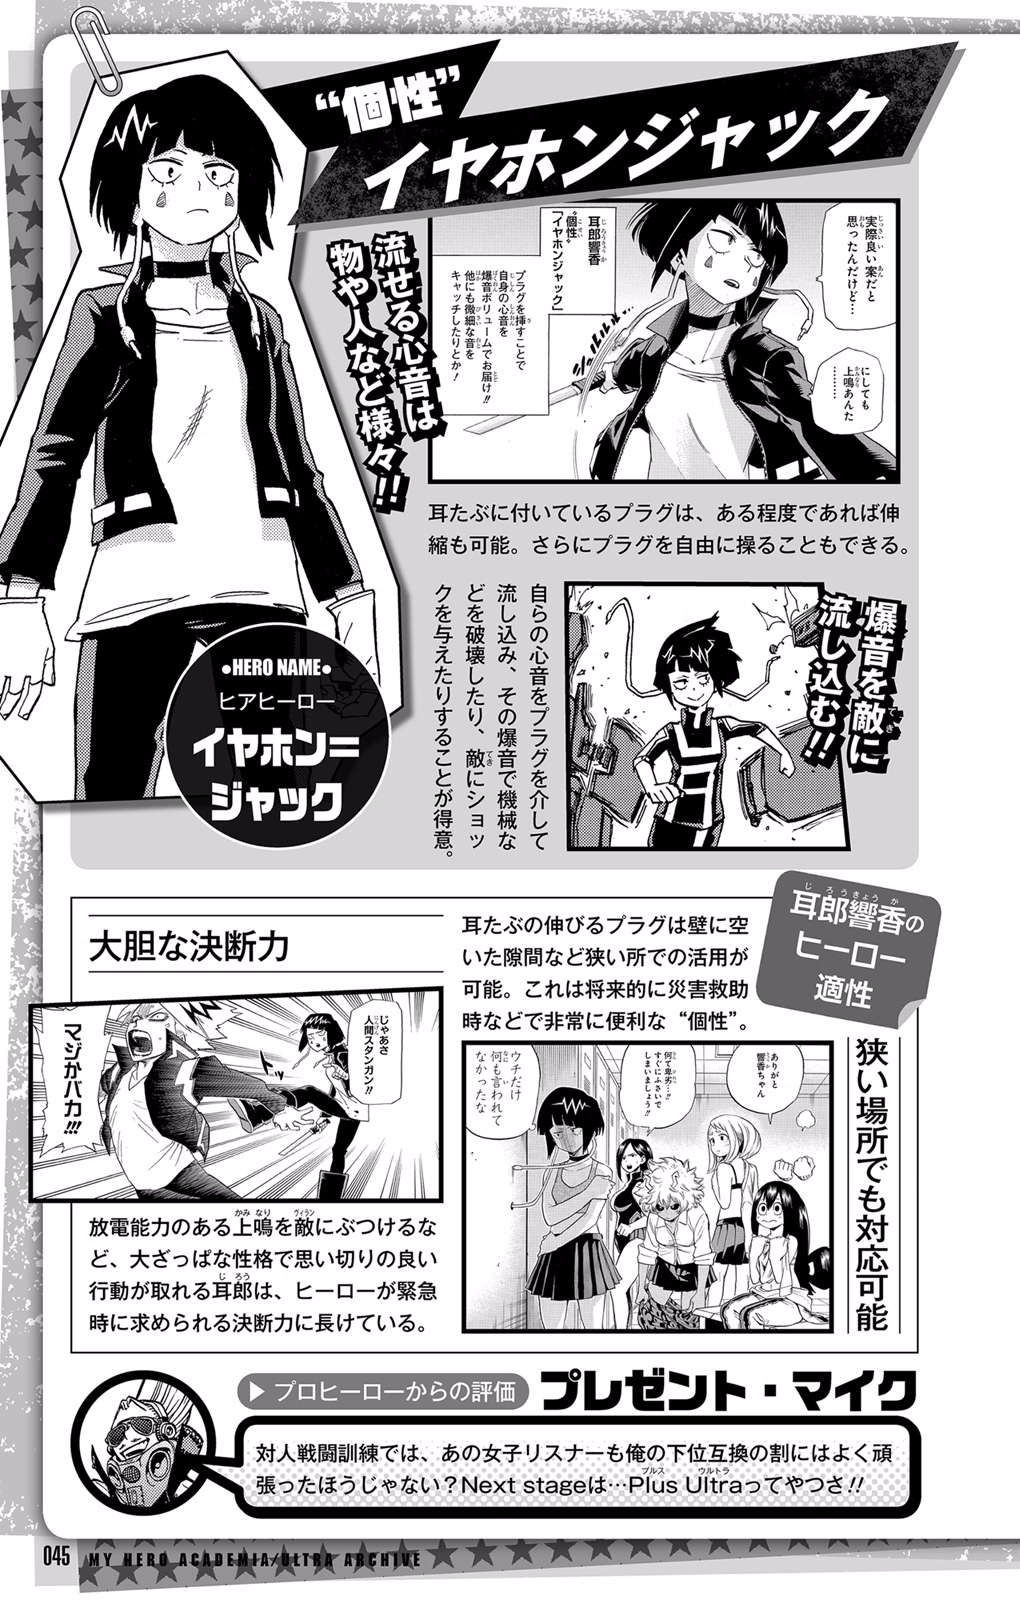 “個性”
イヤホンジャック
流せる心音は
物や人など様々!!
実際良い案だと
思ったんだけど…
にしても
上鳴あんた
…………
耳郎響香
“個性”
「イヤホンジャック」
プラグを挿すことで
自身の心音を
爆音ボリュームでお届け!!
他にも微細な音を
キャッチしたりとか!
耳たぶに付いているプラグは、ある程度であれば伸
縮も可能。さらにプラグを自由に操ることもできる。
爆音を敵に
流し込む!!
自らの心音をプラグを介して
流し込み、その爆音で機械な
どを破壊したり、敵にショッ
クを与えたりすることが得意。
●HERO NAME●
ヒアヒーロー
イヤホン=
ジャック
耳郎響香の
ヒーロー
適性
狭い場所でも対応可能
耳たぶの伸びるプラグは壁に空
いた隙間など狭い所での活用が
可能。これは将来的に災害救助
時などで非常に便利な“個性”。
ありがと
響香ちゃん
何て卑劣…!!
すぐにふさいで
しまいましょう!!
ウチだけ
何も言われて
なかったな
大胆な決断力
じゃあさ
人間スタンガン!!
マジかバカ!!!
放電能力のある上鳴を敵にぶつけるな
ど、大ざっぱな性格で思い切りの良い
行動が取れる耳郎は、ヒーローが緊急
時に求められる決断力に長けている。
▶プロヒーローからの評価
プレゼント・マイク
対人戦闘訓練では、あの女子リスナーも俺の下位互換の割にはよく頑
張ったほうじゃない?Next stageは…Plus Ultraってやつさ!!
045 MY HERO ACADEMIA/ULTRA ARCHIVE